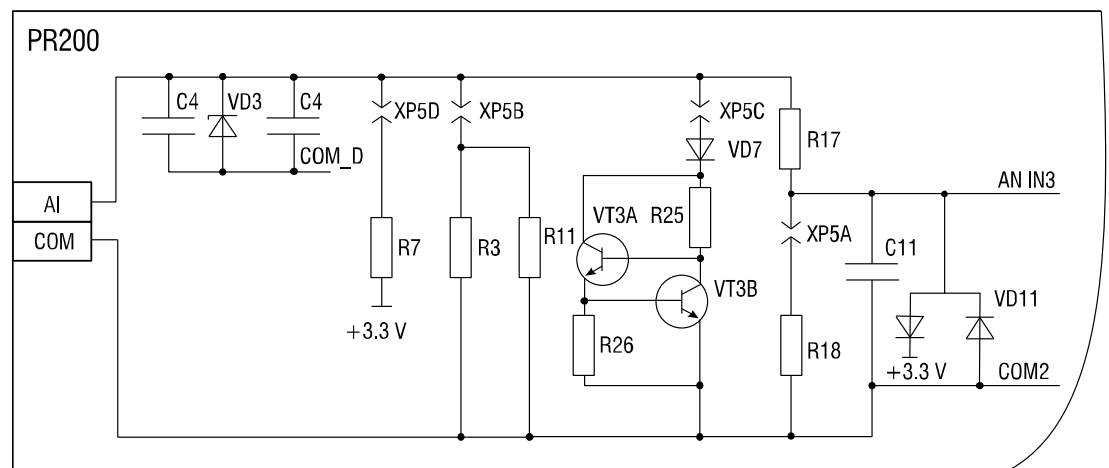 PR200
C4
VD3
C4
COM_D
XP5D
XP5B
XP5C
VD7
R17
AI
COM
R7
R3
R11
VT3A
R25
VT3B
R26
XP5A
R18
C11
AN IN3
VD11
+3.3 V
+3.3 V
COM2